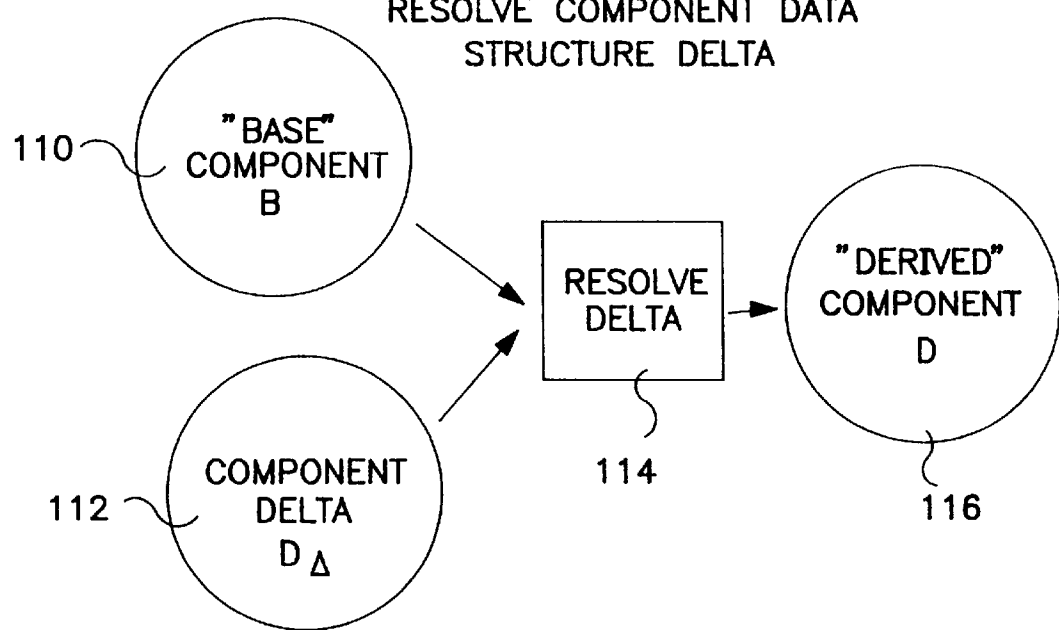 RESOLVE COMPONENT DATA
STRUCTURE DELTA
110
"BASE"
COMPONENT
B
112
COMPONENT
DELTA
D Δ
RESOLVE
DELTA
114
"DERIVED"
COMPONENT
D
116